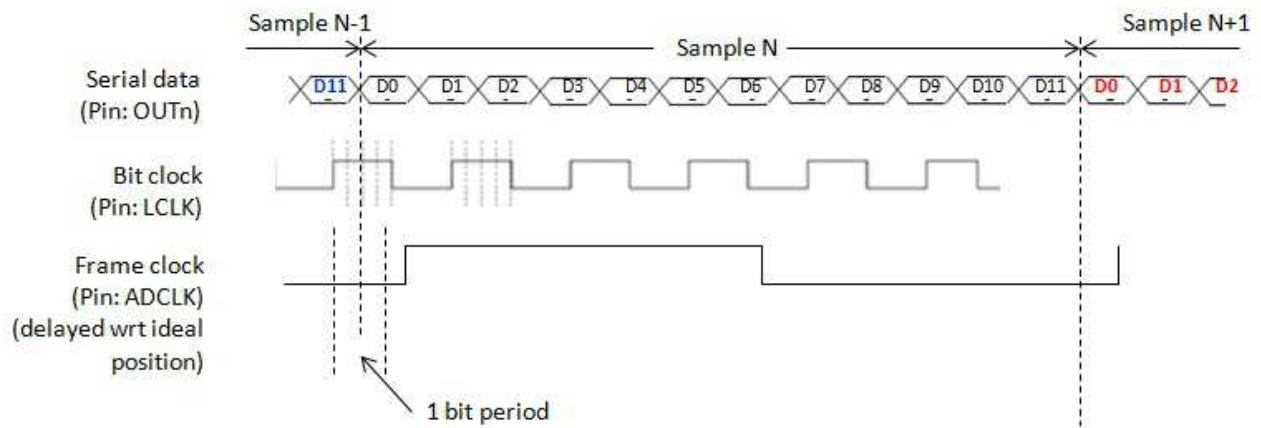 Sample N-1
Sample N
Sample N+1
Serial data
(Pin: OUTn)
D11 D0 D1 D2 D3 D4 D5 D6 D7 D8 D9 D10 D11 D0 D1 D2
Bit clock
(Pin: LCLK)
Frame clock
(Pin: ADCLK)
(delayed wrt ideal
position)
1 bit period